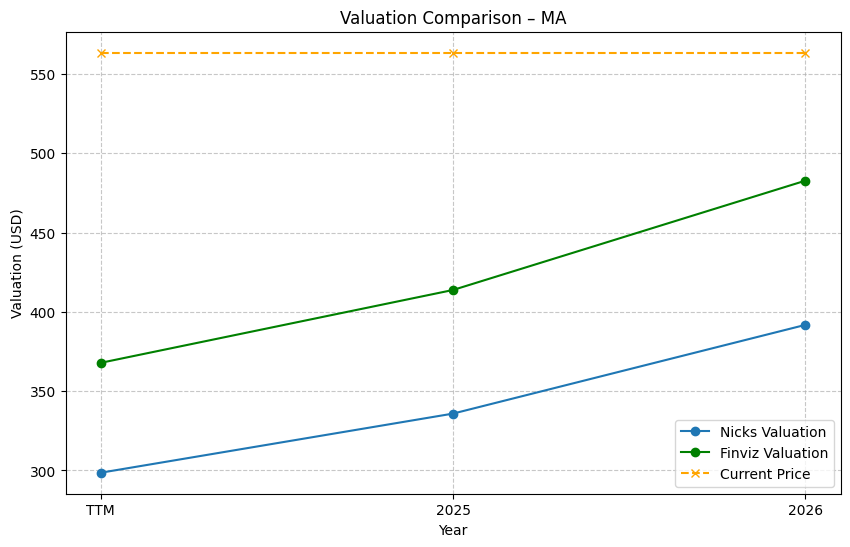 Valuation Comparison – MA
Valuation (USD)
550
500
450
400
350
300
TTM
2025
2026
Year
Nicks Valuation
Finviz Valuation
Current Price